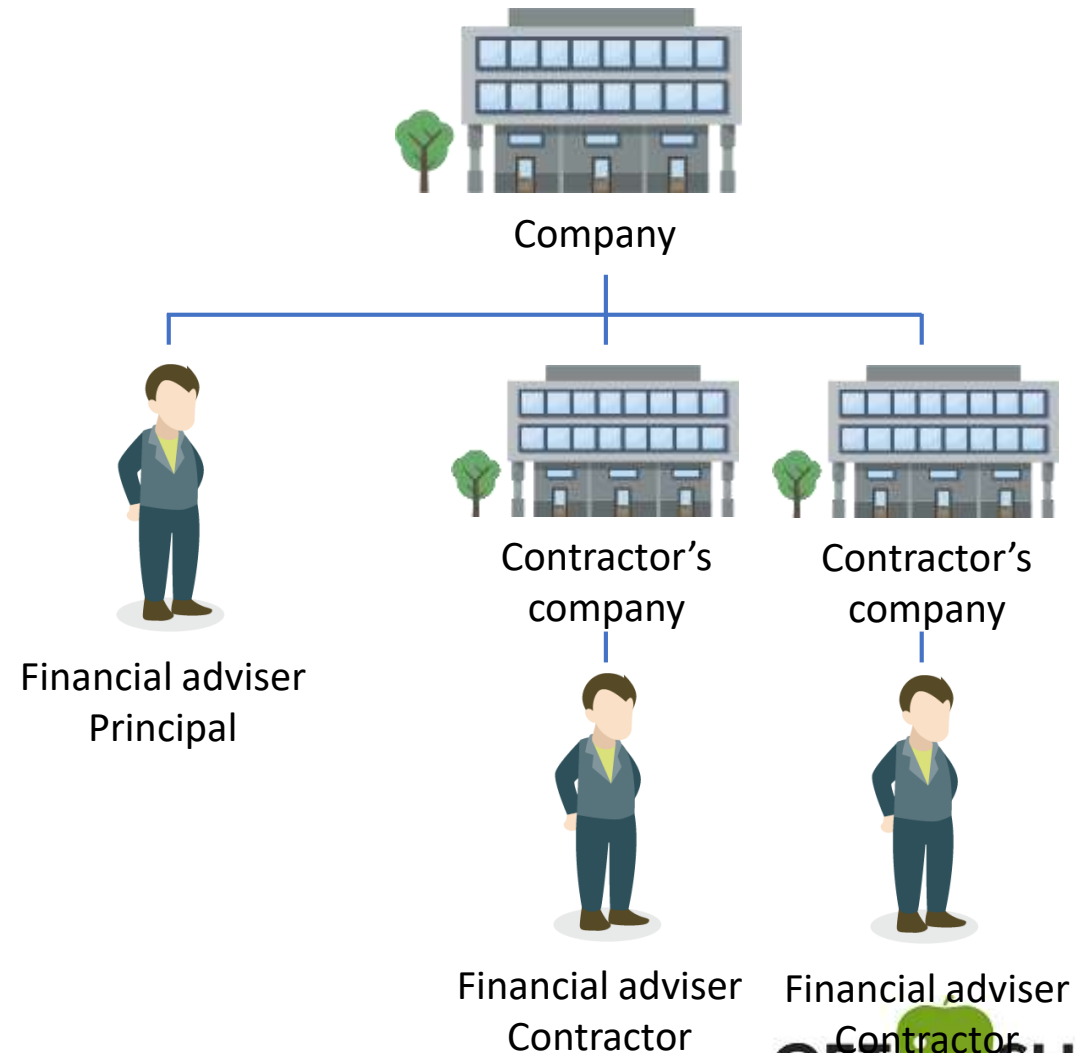 Company
Contractor’s
company
Contractor’s
company
Financial adviser
Principal
Financial adviser
Contractor
Financial adviser
Contractor